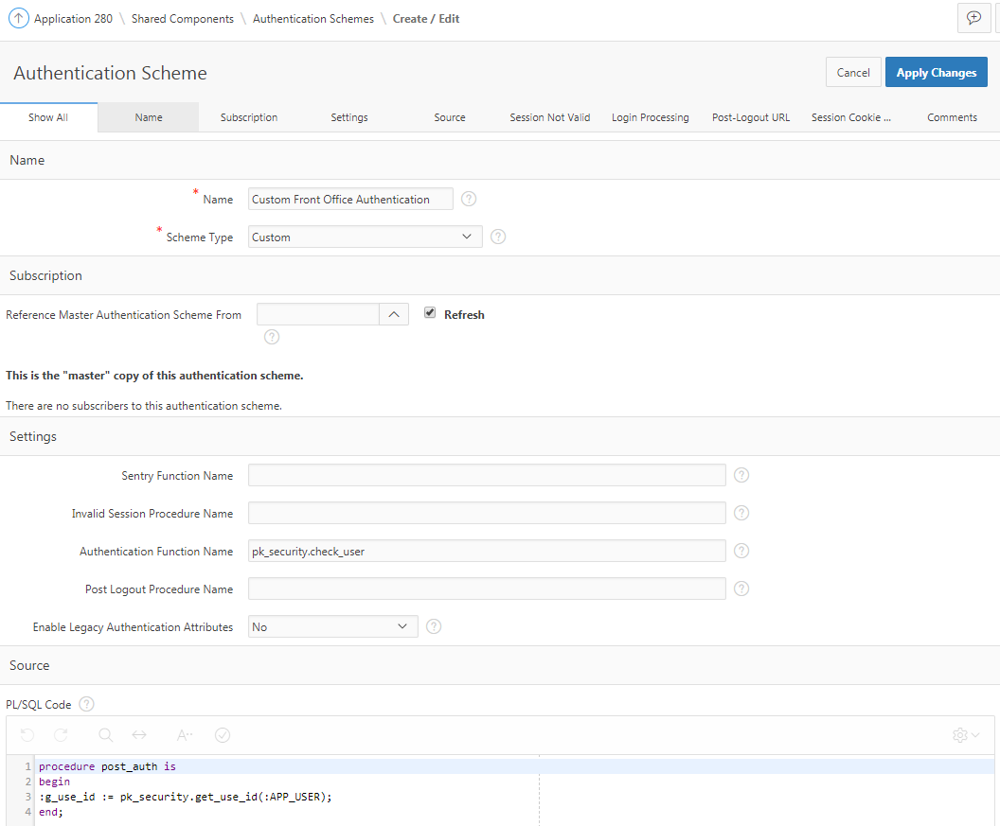 Application 280 \ Shared Components \ Authentication Schemes \ Create / Edit
Authentication Scheme
Cancel Apply Changes
Show All Name Subscription Settings Source Session Not Valid Login Processing Post-Logout URL Session Cookie ... Comments
Name
* Name Custom Front Office Authentication ?
* Scheme Type Custom ?
Subscription
Reference Master Authentication Scheme From Refresh
?
This is the "master" copy of this authentication scheme.
There are no subscribers to this authentication scheme.
Settings
Sentry Function Name ?
Invalid Session Procedure Name ?
Authentication Function Name pk_security.check_user ?
Post Logout Procedure Name ?
Enable Legacy Authentication Attributes No ?
Source
PL/SQL Code ?
A··
1 procedure post_auth is
2 begin
3 :g_use_id := pk_security.get_use_id(:APP_USER);
4 end;